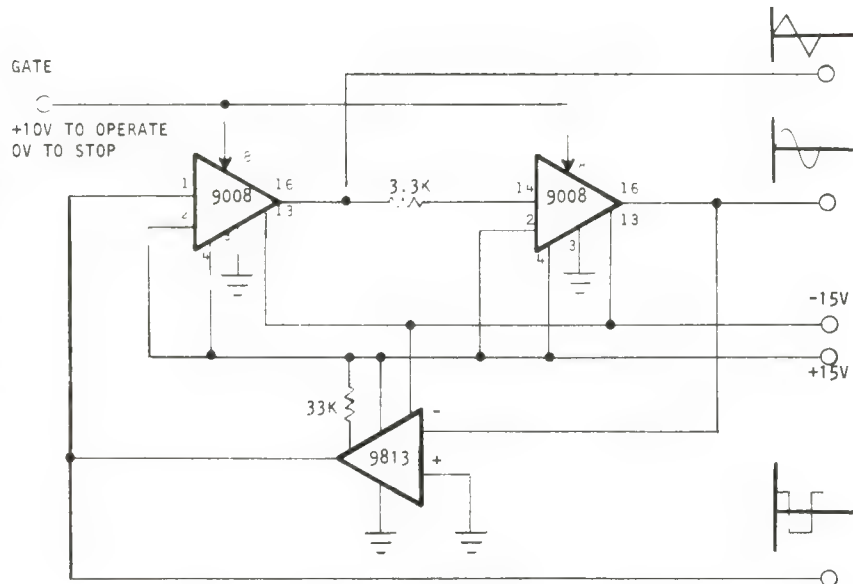 GATE
+10V TO OPERATE
0V TO STOP
1
2
4
9008
16
13
3.3K
14
2
4
3
9008
16
13
-15V
+15V
33K
9813
-
+